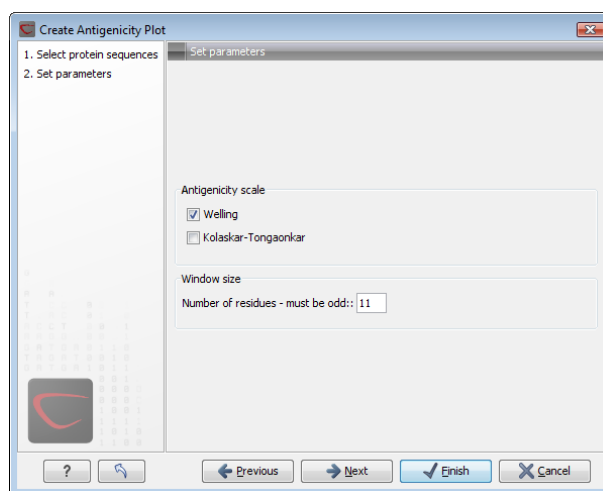 Create Antigenicity Plot
1. Select protein sequences
2. Set parameters
Set parameters
Antigenicity scale
Welling
Kolaskar-Tongaonkar
Window size
Number of residues - must be odd:: 11
? Previous Next Finish Cancel